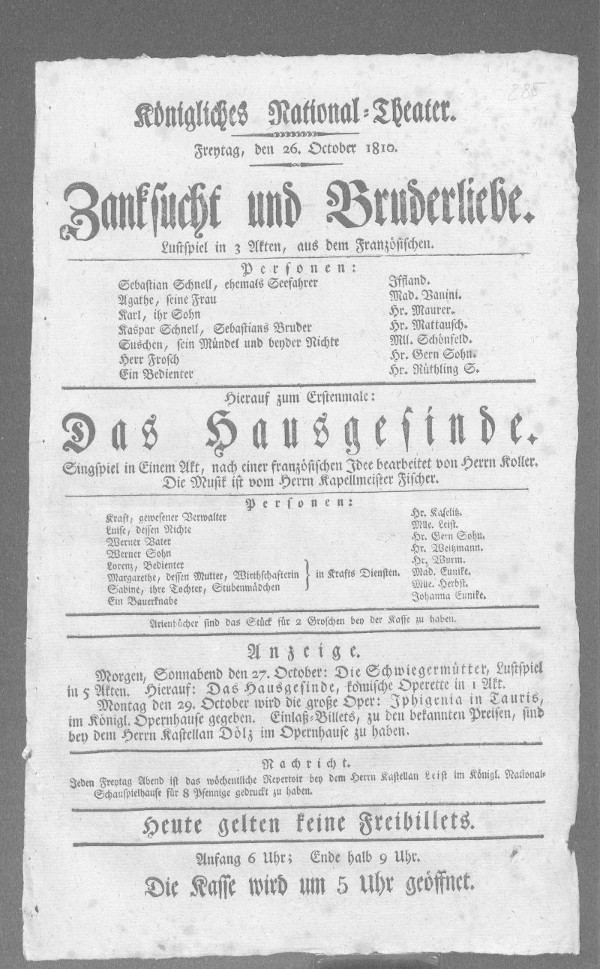 285
Königliches National-Theater.
Freytag, den 26. October 1810.
Zanksucht und Bruderliebe.
Lustspiel in 3 Akten, aus dem Französischen.
Personen:
Sebastian Schnell, ehemals Seefahrer Iffland.
Agathe, seine Frau Mad. Vanini.
Karl, ihr Sohn Hr. Maurer.
Kaspar Schnell, Sebastians Bruder Hr. Mattausch.
Suschen, sein Mündel und beyder Nichte Mll. Schönfeld.
Herr Frosch Hr. Gern Sohn.
Ein Bedienter Hr. Rüthling S.
Hierauf zum Erstenmale:
Das Hausgesinde.
Singspiel in Einem Akt, nach einer französischen Idee bearbeitet von Herrn Koller.
Die Musik ist vom Herrn Kapellmeister Fischer.
Personen:
Kraft, gewesener Verwalter Hr. Kaselitz.
Luise, dessen Nichte Mlle. Leist.
Werner Vater Hr. Gern Sohn.
Werner Sohn Hr. Weitzmann.
Lorenz, Bedienter Hr. Wurm.
Margarethe, dessen Mutter, Wirthschafterin } in Krafts Diensten. Mad. Eunike.
Sabine, ihre Tochter, Stubenmädchen Mlle. Herbst.
Ein Bauerknabe Johanna Eunike.
Arienbücher sind das Stück für 2 Groschen bey der Kasse zu haben.
Anzeige.
Morgen, Sonnabend den 27. October: Die Schwiegermütter, Lustspiel
in 5 Akten. Hierauf: Das Hausgesinde, komische Operette in 1 Akt.
Montag den 29. October wird die große Oper: Iphigenia in Tauris,
im Königl. Opernhause gegeben. Einlaß-Billets, zu den bekannten Preisen, sind
bey dem Herrn Kastellan Dölz im Opernhause zu haben.
Nachricht.
Jeden Freytag Abend ist das wöchentliche Repertoir bey dem Herrn Kastellan Leist im Königl. National-
Schauspielhause für 8 Pfennige gedruckt zu haben.
Heute gelten keine Freibillets.
Anfang 6 Uhr; Ende halb 9 Uhr.
Die Kasse wird um 5 Uhr geöffnet.